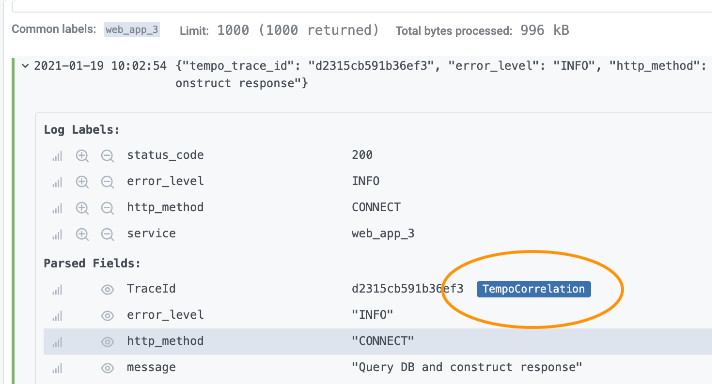 Common labels: web_app_3 Limit: 1000 (1000 returned) Total bytes processed: 996 kB
2021-01-19 10:02:54 {"tempo_trace_id": "d2315cb591b36ef3", "error_level": "INFO", "http_method":
onstruct response"}
Log Labels:
status_code 200
error_level INFO
http_method CONNECT
service web_app_3
Parsed Fields:
TraceId d2315cb591b36ef3 TempoCorrelation
error_level "INFO"
http_method "CONNECT"
message "Query DB and construct response"